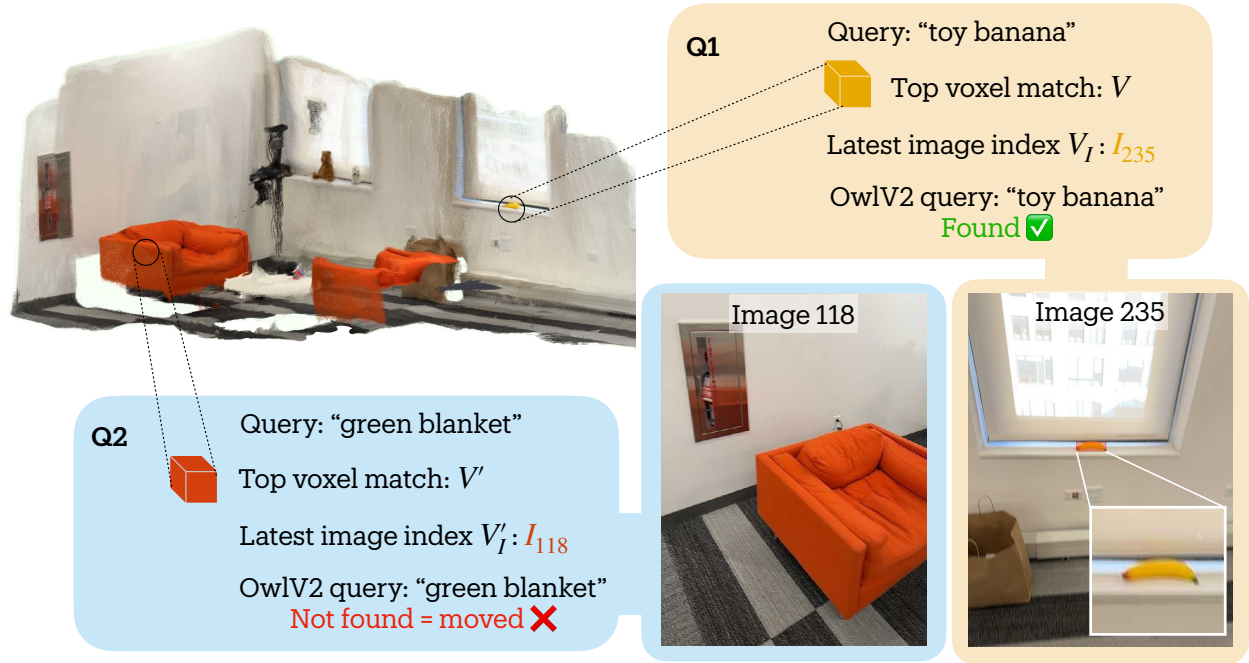 Q1
Query: “toy banana”
Top voxel match: V
Latest image index V_I : I_235
OwlV2 query: “toy banana”
Found ✅
Image 118
Image 235
Q2
Query: “green blanket”
Top voxel match: V′
Latest image index V′_I : I_118
OwlV2 query: “green blanket”
Not found = moved ❌